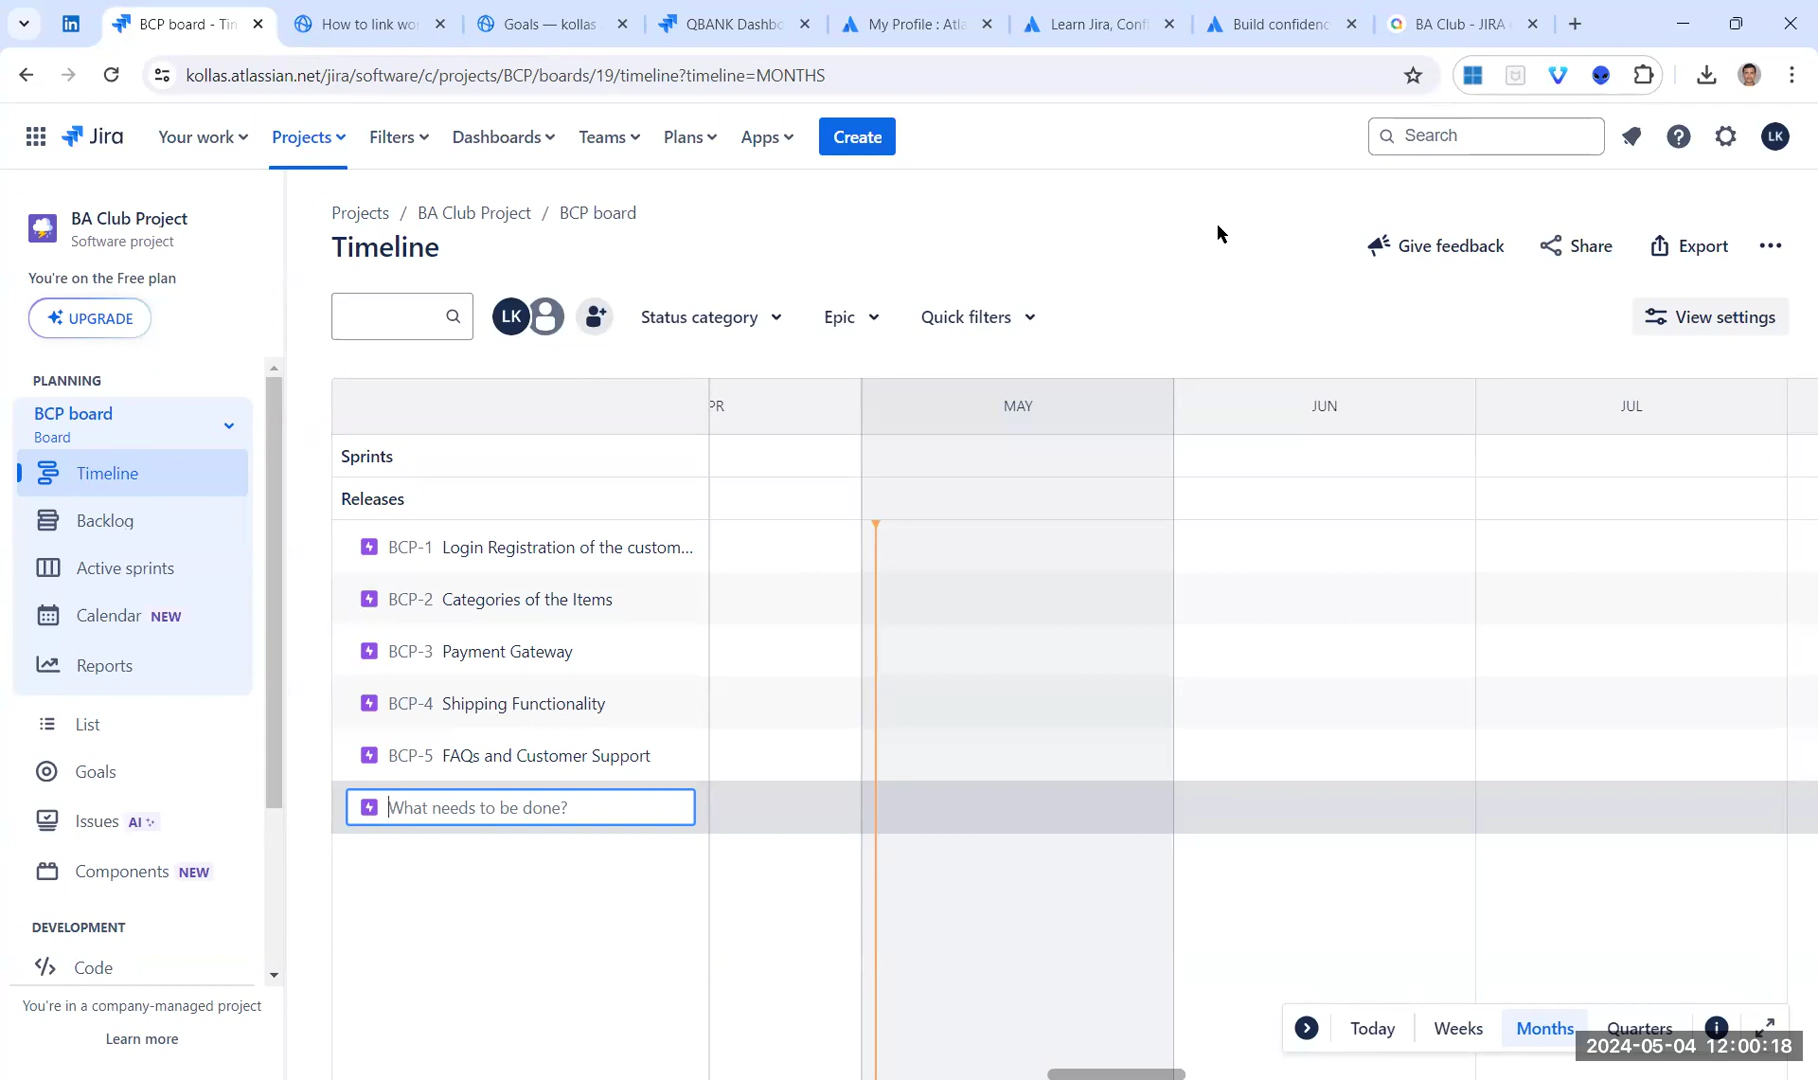 BCP board - Tim
How to link wor
Goals — kollas
QBANK Dashbo
My Profile : Atla
Learn Jira, Conf
Build confidenc
BA Club - JIRA
kollas.atlassian.net/jira/software/c/projects/BCP/boards/19/timeline?timeline=MONTHS
Jira
Your work
Projects
Filters
Dashboards
Teams
Plans
Apps
Create
Search
LK
BA Club Project
Software project
You're on the Free plan
UPGRADE
PLANNING
BCP board
Board
Timeline
Backlog
Active sprints
Calendar NEW
Reports
List
Goals
Issues AI
Components NEW
DEVELOPMENT
Code
You're in a company-managed project
Learn more
Projects / BA Club Project / BCP board
Timeline
Give feedback
Share
Export
LK
Status category
Epic
Quick filters
View settings
PR
MAY
JUN
JUL
Sprints
Releases
BCP-1 Login Registration of the custom...
BCP-2 Categories of the Items
BCP-3 Payment Gateway
BCP-4 Shipping Functionality
BCP-5 FAQs and Customer Support
What needs to be done?
Today
Weeks
Months
Quarters
2024-05-04 12:00:18